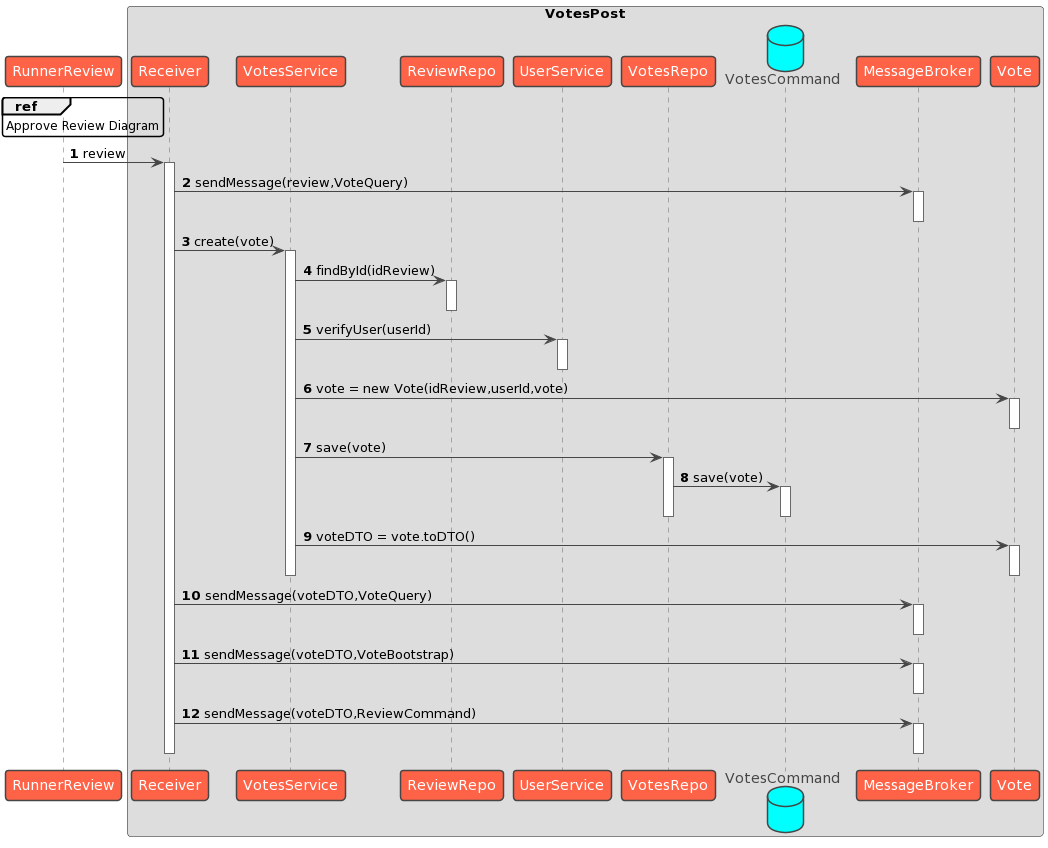 VotesPost
RunnerReview Receiver VotesService ReviewRepo UserService VotesRepo VotesCommand MessageBroker Vote
ref
Approve Review Diagram
1 review
2 sendMessage(review,VoteQuery)
3 create(vote)
4 findById(idReview)
5 verifyUser(userId)
6 vote = new Vote(idReview,userId,vote)
7 save(vote)
8 save(vote)
9 voteDTO = vote.toDTO()
10 sendMessage(voteDTO,VoteQuery)
11 sendMessage(voteDTO,VoteBootstrap)
12 sendMessage(voteDTO,ReviewCommand)
RunnerReview Receiver VotesService ReviewRepo UserService VotesRepo VotesCommand MessageBroker Vote